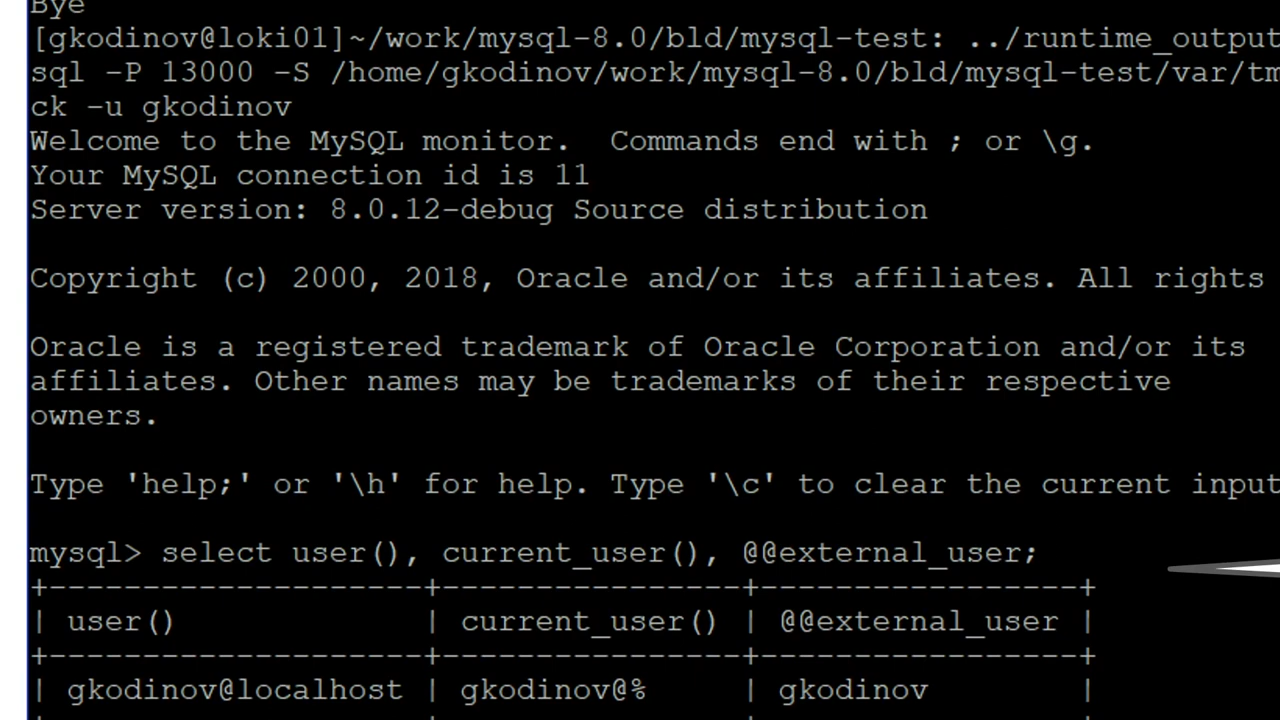 Bye
[gkodinov@loki01]~/work/mysql-8.0/bld/mysql-test: ../runtime_output
sql -P 13000 -S /home/gkodinov/work/mysql-8.0/bld/mysql-test/var/tm
ck -u gkodinov
Welcome to the MySQL monitor.  Commands end with ; or \g.
Your MySQL connection id is 11
Server version: 8.0.12-debug Source distribution
Copyright (c) 2000, 2018, Oracle and/or its affiliates. All rights
Oracle is a registered trademark of Oracle Corporation and/or its
affiliates. Other names may be trademarks of their respective
owners.
Type 'help;' or '\h' for help. Type '\c' to clear the current input
mysql> select user(), current_user(), @@external_user;
+--------------------+----------------+-----------------+
| user()             | current_user() | @@external_user |
+--------------------+----------------+-----------------+
| gkodinov@localhost | gkodinov@%     | gkodinov        |